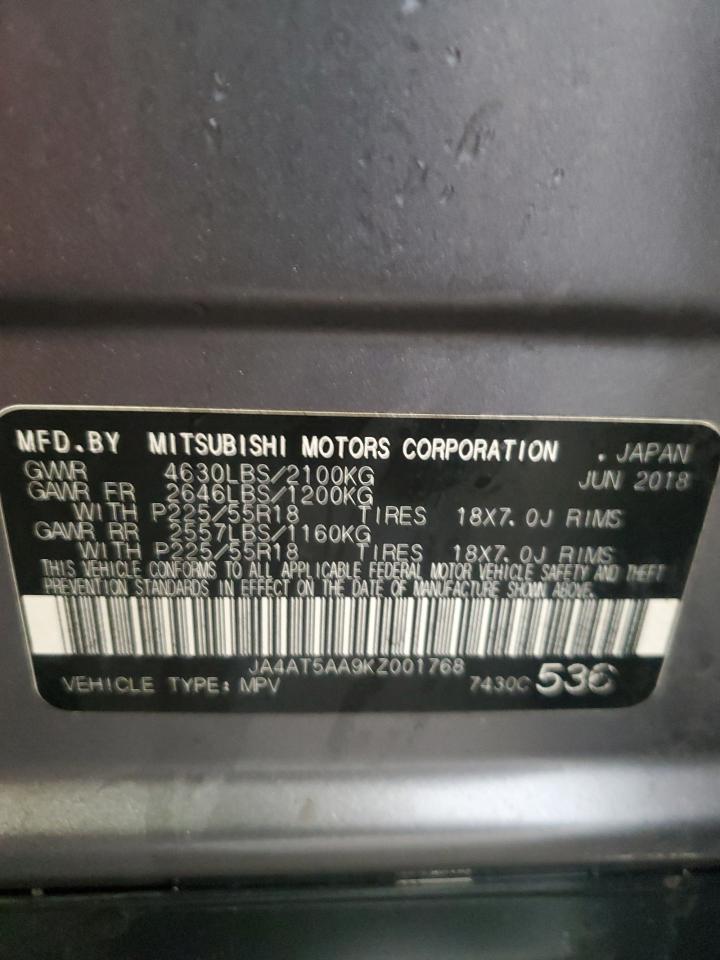 MFD.BY MITSUBISHI MOTORS CORPORATION . JAPAN
GVWR 4630LBS/2100KG JUN 2018
GAWR FR 2646LBS/1200KG
WITH P225/55R18 TIRES 18X7.0J RIMS
GAWR RR 2557LBS/1160KG
WITH P225/55R18 TIRES 18X7.0J RIMS
THIS VEHICLE CONFORMS TO ALL APPLICABLE FEDERAL MOTOR VEHICLE SAFETY AND THEFT
PREVENTION STANDARDS IN EFFECT ON THE DATE OF MANUFACTURE SHOWN ABOVE.
JA4AT5AA9KZ001768
VEHICLE TYPE: MPV 7430C